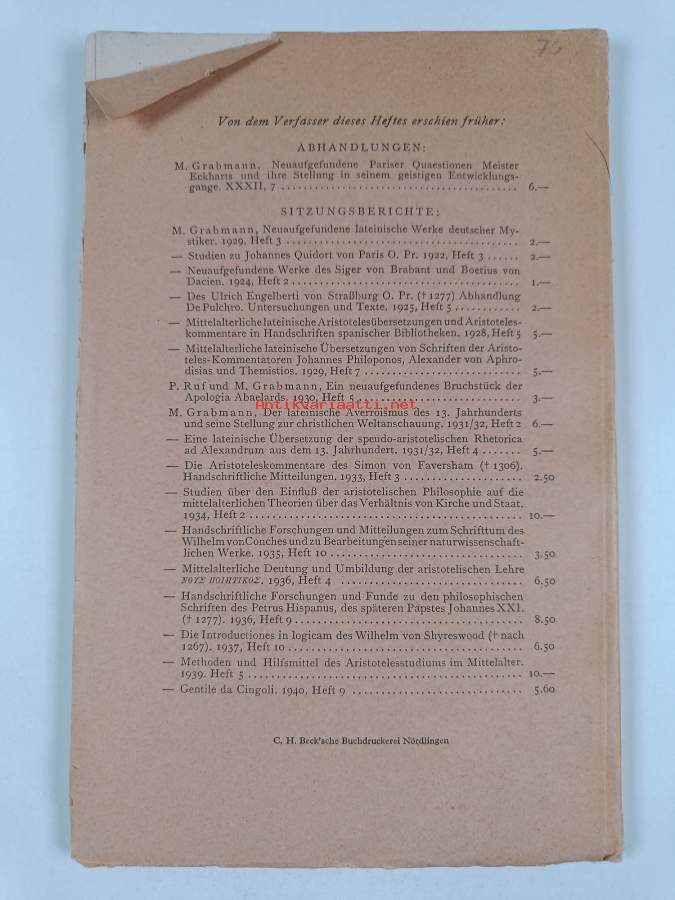 76
Von dem Verfasser dieses Heftes erschien früher:
ABHANDLUNGEN:
M. Grabmann, Neuaufgefundene Pariser Quaestionen Meister
Eckharts und ihre Stellung in seinem geistigen Entwicklungs-
gange. XXXII, 7 ........................................ 6.—
SITZUNGSBERICHTE:
M. Grabmann, Neuaufgefundene lateinische Werke deutscher My-
stiker. 1929, Heft 3 ........................................ 2.—
— Studien zu Johannes Quidort von Paris O. Pr. 1922, Heft 3 ...... 2.—
— Neuaufgefundene Werke des Siger von Brabant und Boetius von
Dacien. 1924, Heft 2 ........................................ 1.—
— Des Ulrich Engelberti von Straßburg O. Pr. († 1277) Abhandlung
De Pulchro. Untersuchungen und Texte. 1925, Heft 5 ............ 2.—
— Mittelalterliche lateinische Aristotelesübersetzungen und Aristoteles-
kommentare in Handschriften spanischer Bibliotheken. 1928, Heft 5 5.—
— Mittelalterliche lateinische Übersetzungen von Schriften der Aristo-
teles-Kommentatoren Johannes Philoponos, Alexander von Aphro-
disias und Themistios. 1929, Heft 7 ............................ 5.—
P. Ruf und M. Grabmann, Ein neuaufgefundenes Bruchstück der
Apologia Abaelards. 1930, Heft 5 ............................ 3.—
Antikvariaatti.net
M. Grabmann, Der lateinische Averroismus des 13. Jahrhunderts
und seine Stellung zur christlichen Weltanschauung. 1931/32, Heft 2 6.—
— Eine lateinische Übersetzung der speudo-aristotelischen Rhetorica
ad Alexandrum aus dem 13. Jahrhundert. 1931/32, Heft 4 ....... 5.—
— Die Aristoteleskommentare des Simon von Faversham († 1306).
Handschriftliche Mitteilungen. 1933, Heft 3 .................... 2.50
— Studien über den Einfluß der aristotelischen Philosophie auf die
mittelalterlichen Theorien über das Verhältnis von Kirche und Staat.
1934, Heft 2 ................................................ 10.—
— Handschriftliche Forschungen und Mitteilungen zum Schrifttum des
Wilhelm von Conches und zu Bearbeitungen seiner naturwissenschaft-
lichen Werke. 1935, Heft 10 .................................. 3.50
— Mittelalterliche Deutung und Umbildung der aristotelischen Lehre
ΝΟΥΣ ΠΟΙΗΤΙΚΟΣ. 1936, Heft 4 .............................. 6.50
— Handschriftliche Forschungen und Funde zu den philosophischen
Schriften des Petrus Hispanus, des späteren Papstes Johannes XXI.
(† 1277). 1936, Heft 9 ........................................ 8.50
— Die Introductiones in logicam des Wilhelm von Shyreswood († nach
1267). 1937, Heft 10 .......................................... 6.50
— Methoden und Hilfsmittel des Aristotelesstudiums im Mittelalter.
1939. Heft 5 ................................................ 10.—
— Gentile da Cingoli. 1940, Heft 9 .............................. 5.60
C. H. Beck'sche Buchdruckerei Nördlingen